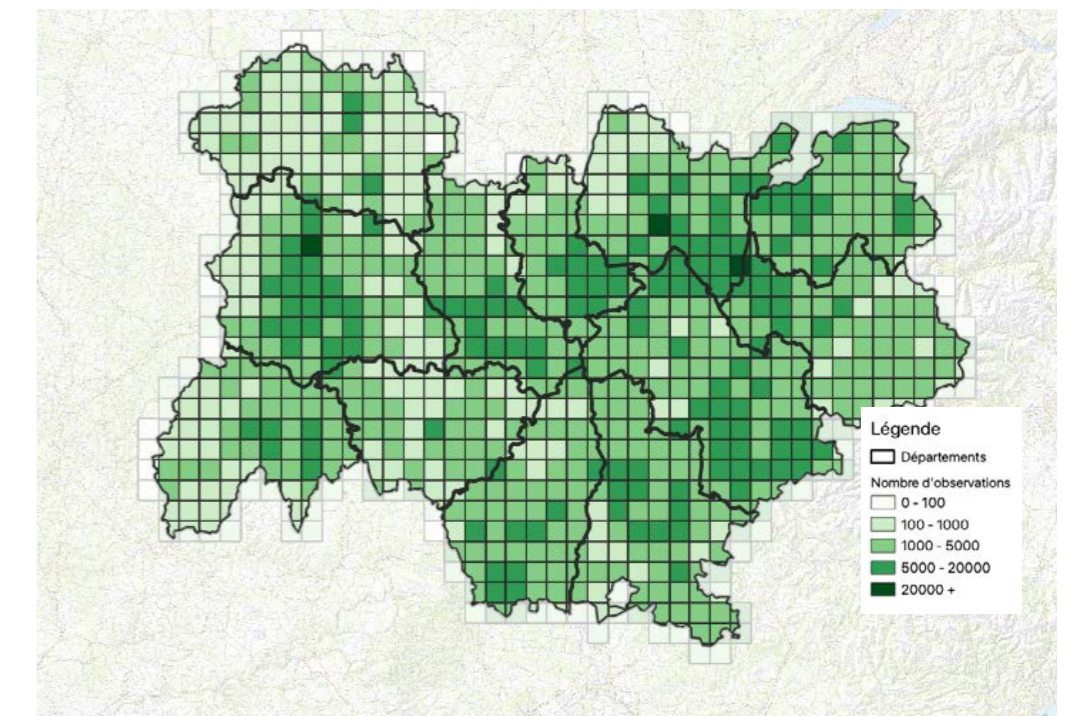 Légende
Départements
Nombre d'observations
0 - 100
100 - 1000
1000 - 5000
5000 - 20000
20000 +